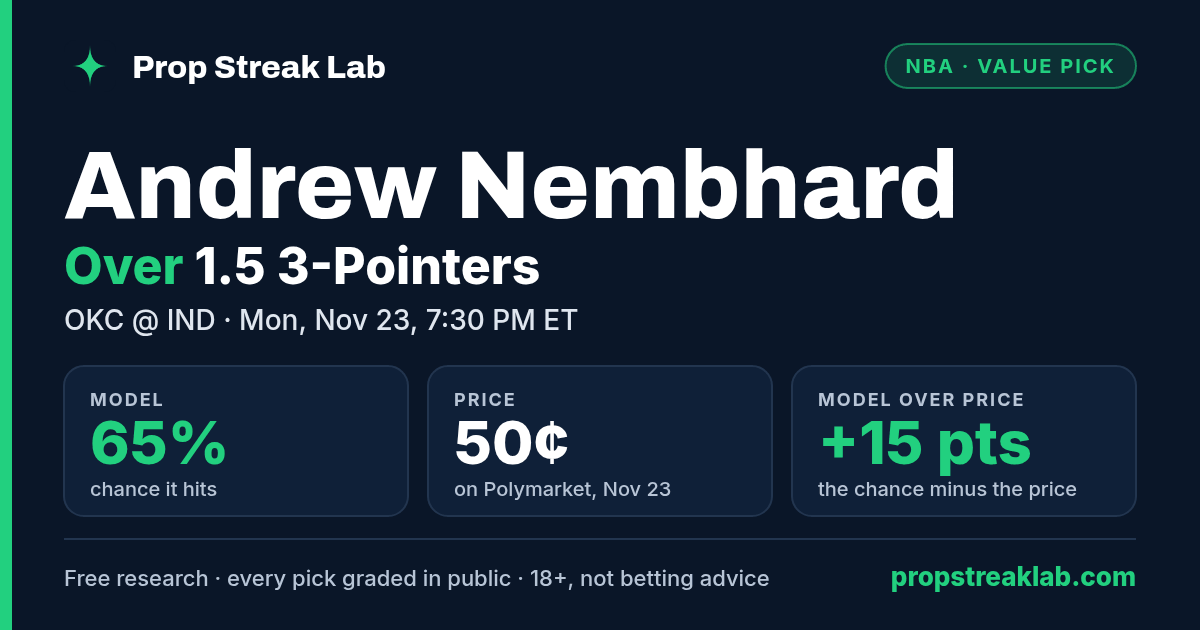 Prop Streak Lab
NBA · VALUE PICK
Andrew Nembhard
Over 1.5 3-Pointers
OKC @ IND · Mon, Nov 23, 7:30 PM ET
MODEL
65%
chance it hits
PRICE
50¢
on Polymarket, Nov 23
MODEL OVER PRICE
+15 pts
the chance minus the price
Free research · every pick graded in public · 18+, not betting advice
propstreaklab.com